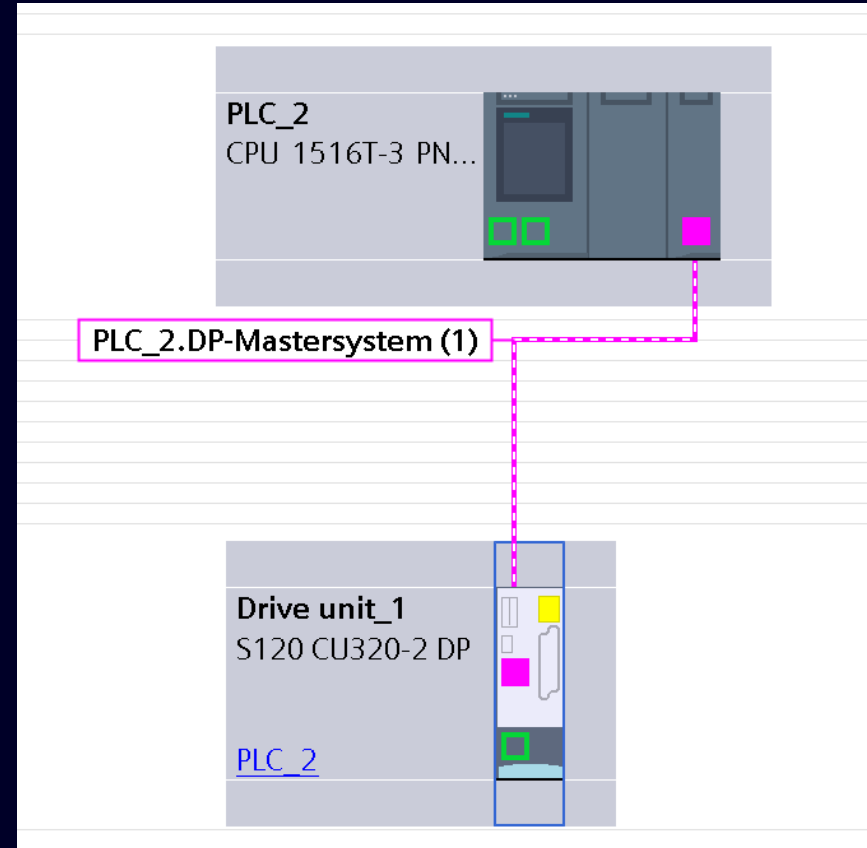 PLC_2
CPU 1516T-3 PN...
PLC_2.DP-Mastersystem (1)
Drive unit_1
S120 CU320-2 DP
PLC_2